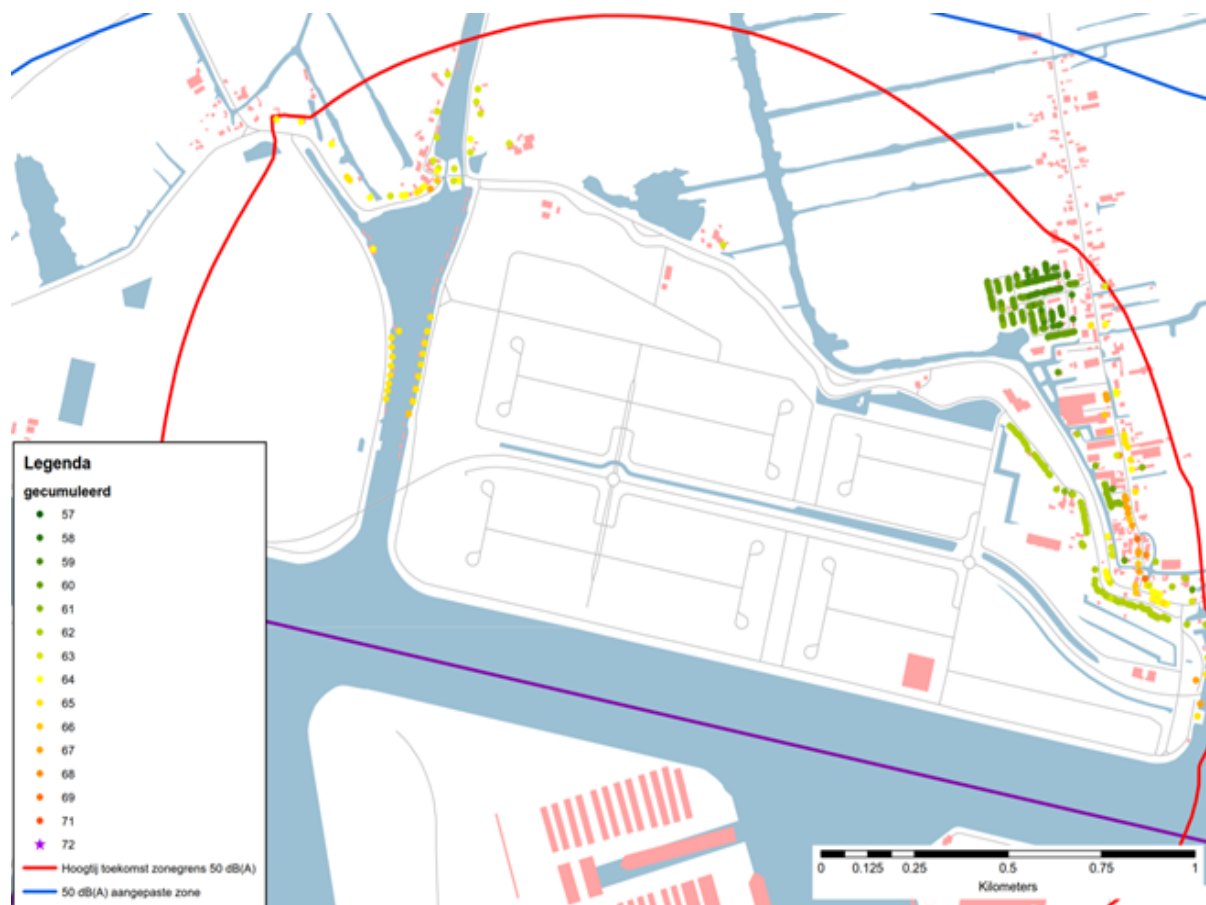 Legenda
gecumuleerd
57
58
59
60
61
62
63
64
65
66
67
68
69
71
72
Hoogtij toekomst zonegrens 50 dB(A)
50 dB(A) aangepaste zone
0 0.125 0.25 0.5 0.75 1
Kilometers